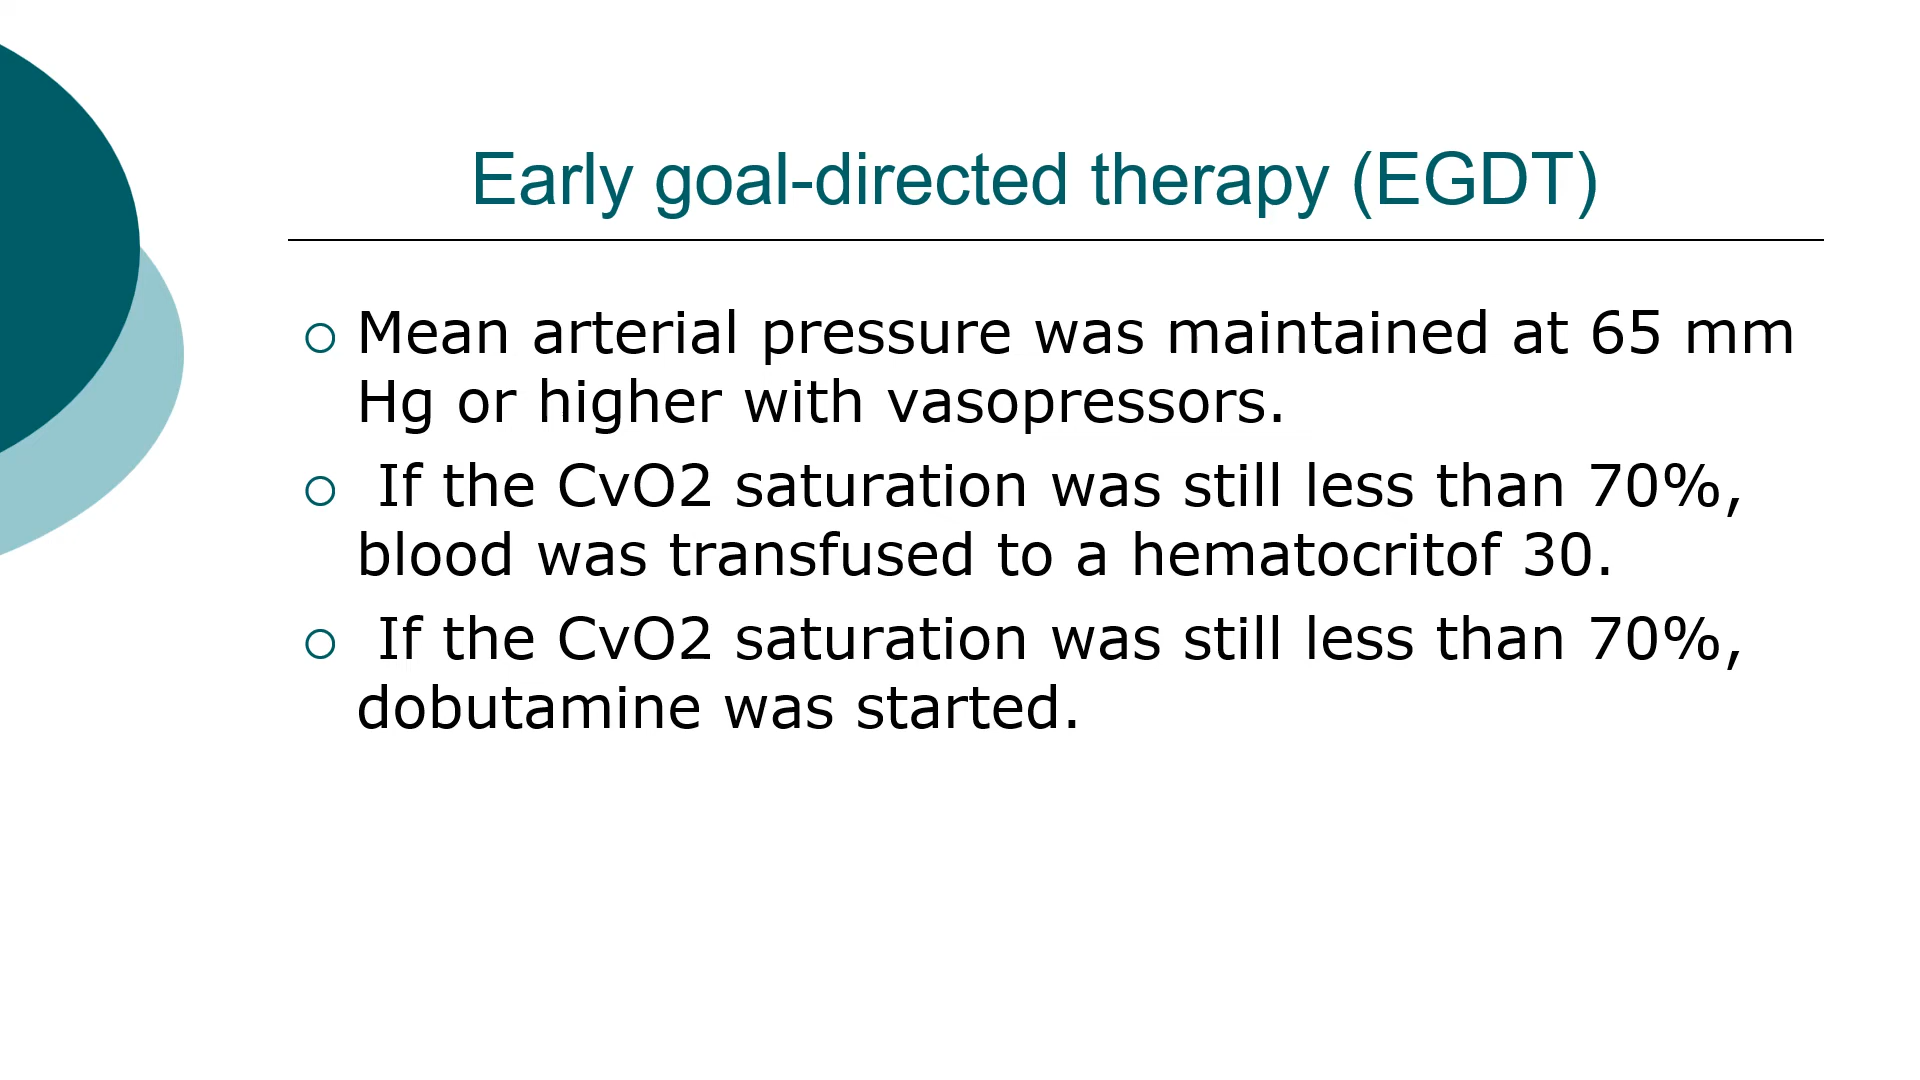 Early goal-directed therapy (EGDT)
Mean arterial pressure was maintained at 65 mm
Hg or higher with vasopressors.
If the CvO2 saturation was still less than 70%,
blood was transfused to a hematocritof 30.
If the CvO2 saturation was still less than 70%,
dobutamine was started.